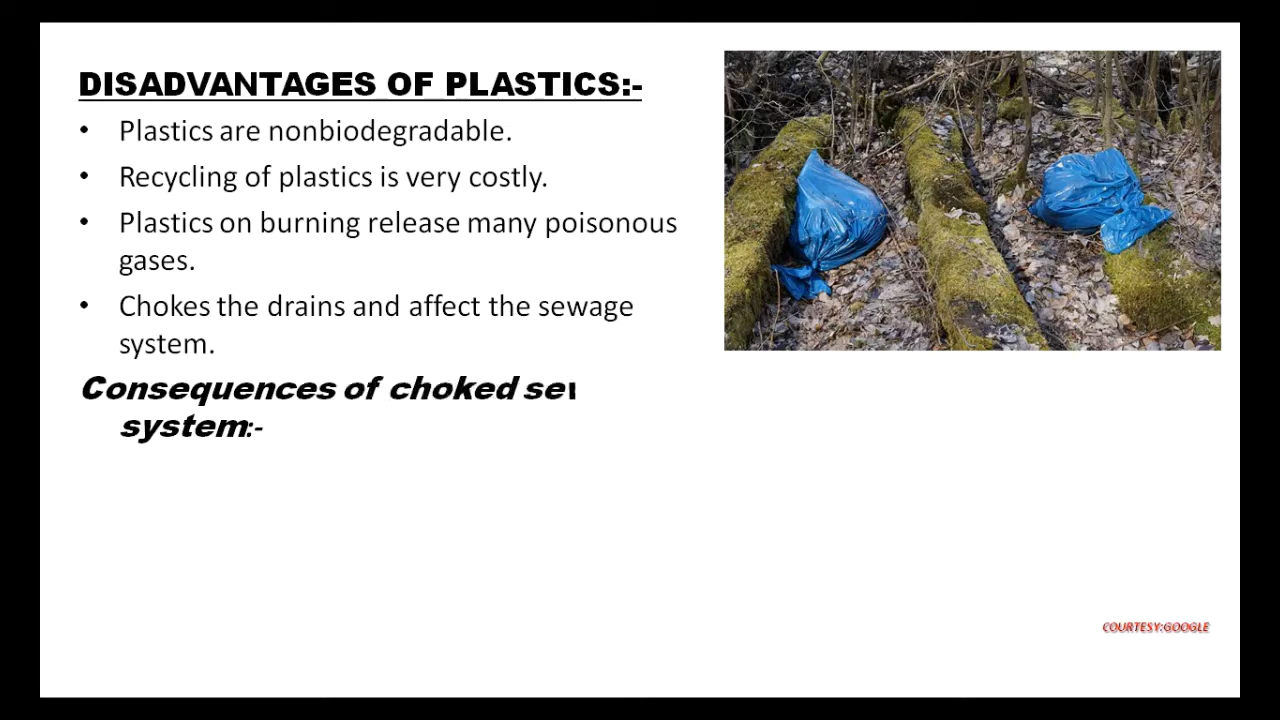 DISADVANTAGES OF PLASTICS:-
• Plastics are nonbiodegradable.
• Recycling of plastics is very costly.
• Plastics on burning release many poisonous
gases.
• Chokes the drains and affect the sewage
system.
Consequences of choked
system:-
COURTESY:GOOGLE